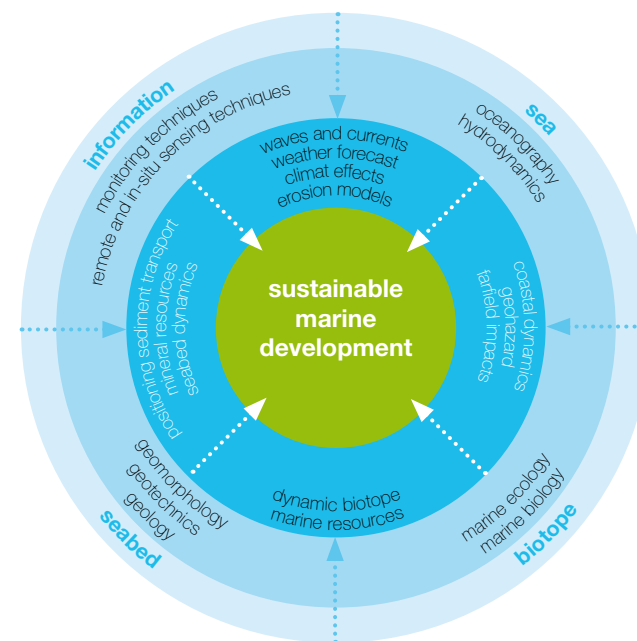 information
monitoring techniques
remote and in-situ sensing techniques
sea
oceanography
hydrodynamics
waves and currents
weather forecast
climat effects
erosion models
positioning sediment transport
mineral resources
seabed dynamics
sustainable
marine
development
coastal dynamics
geohazard
farfield impacts
geomorphology
geotechnics
geology
seabed
dynamic biotope
marine resources
marine ecology
marine biology
biotope